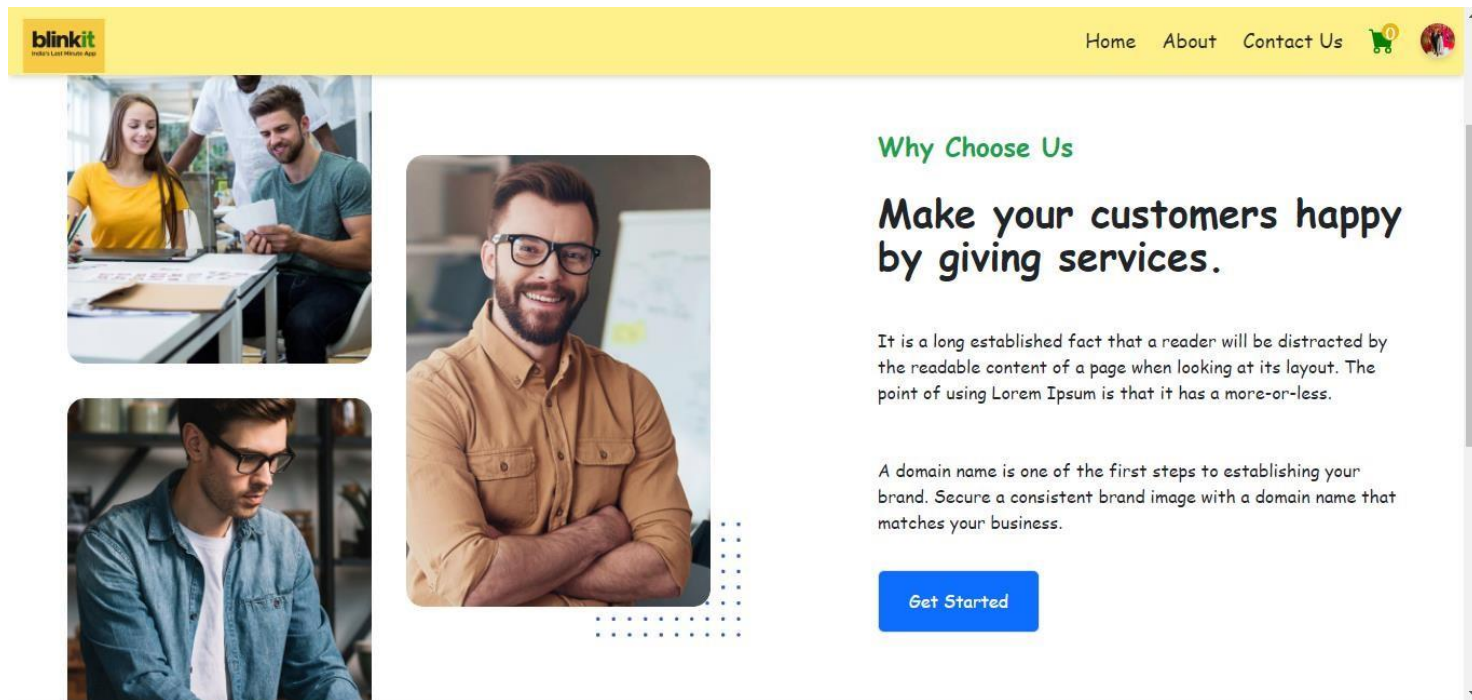 blinkit
India's Last Minute App
Home About Contact Us 0
Why Choose Us
Make your customers happy
by giving services.
It is a long established fact that a reader will be distracted by
the readable content of a page when looking at its layout. The
point of using Lorem Ipsum is that it has a more-or-less.
A domain name is one of the first steps to establishing your
brand. Secure a consistent brand image with a domain name that
matches your business.
Get Started